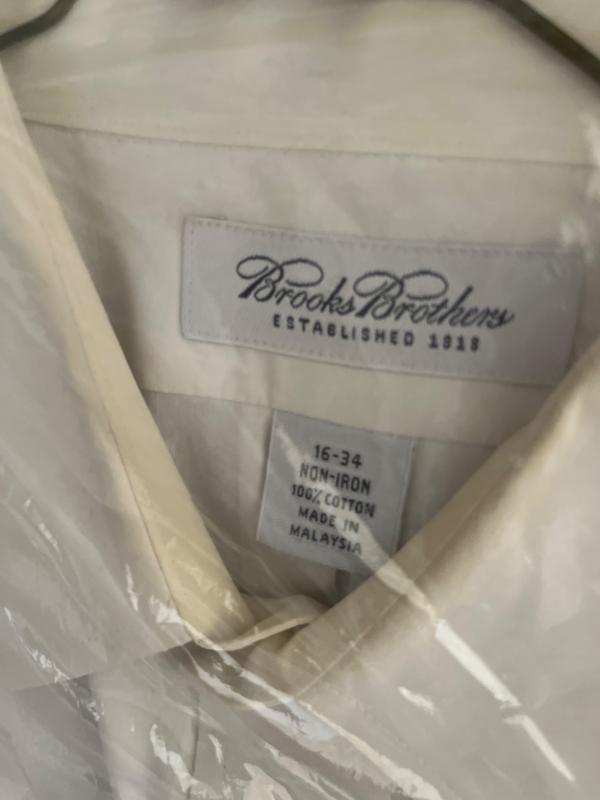 Brooks Brothers
ESTABLISHED 1818
16-34
NON-IRON
100% COTTON
MADE IN
MALAYSIA